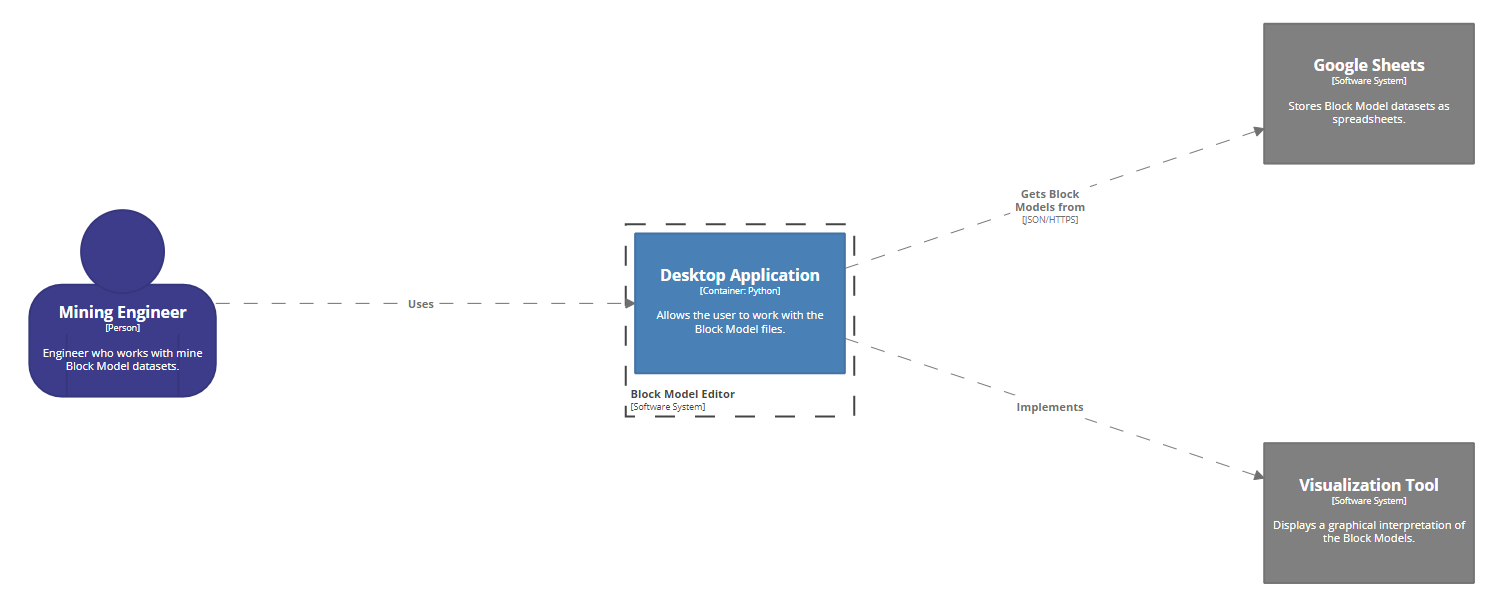 Mining Engineer
[Person]
Engineer who works with mine
Block Model datasets.
Uses
Desktop Application
[Container: Python]
Allows the user to work with the
Block Model files.
Block Model Editor
[Software System]
Gets Block
Models from
[JSON/HTTPS]
Implements
Google Sheets
[Software System]
Stores Block Model datasets as
spreadsheets.
Visualization Tool
[Software System]
Displays a graphical interpretation of
the Block Models.